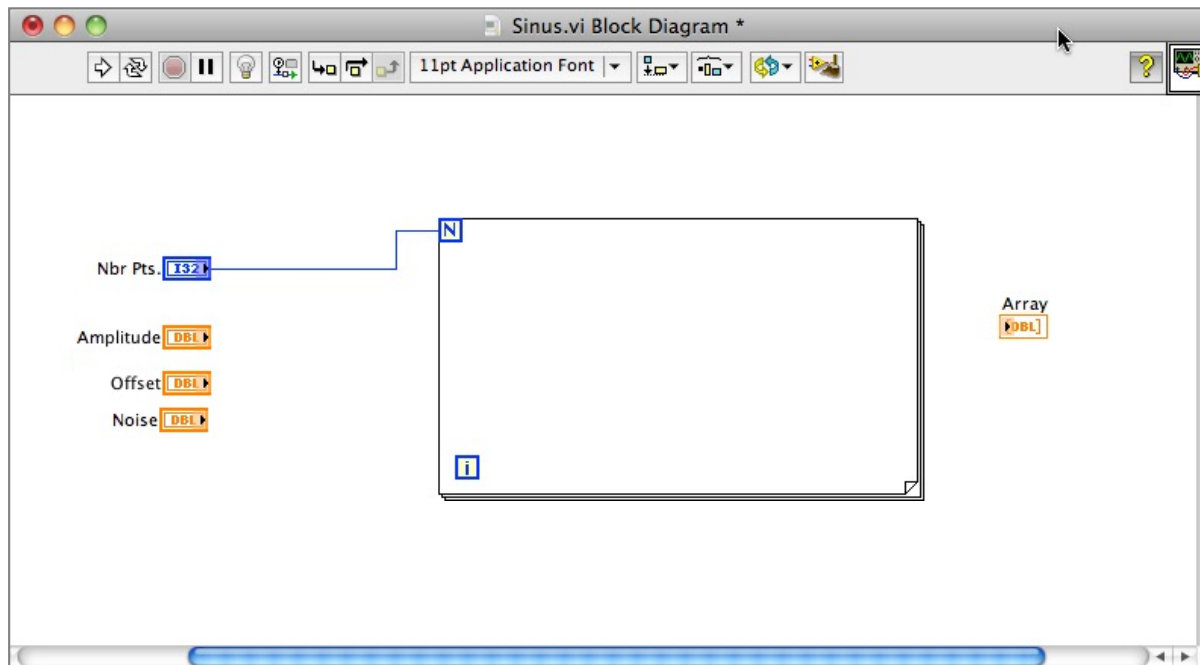 Sinus.vi Block Diagram *
11pt Application Font
?
N
Nbr Pts. I32
Array
DBL]
Amplitude DBL
Offset DBL
Noise DBL
i